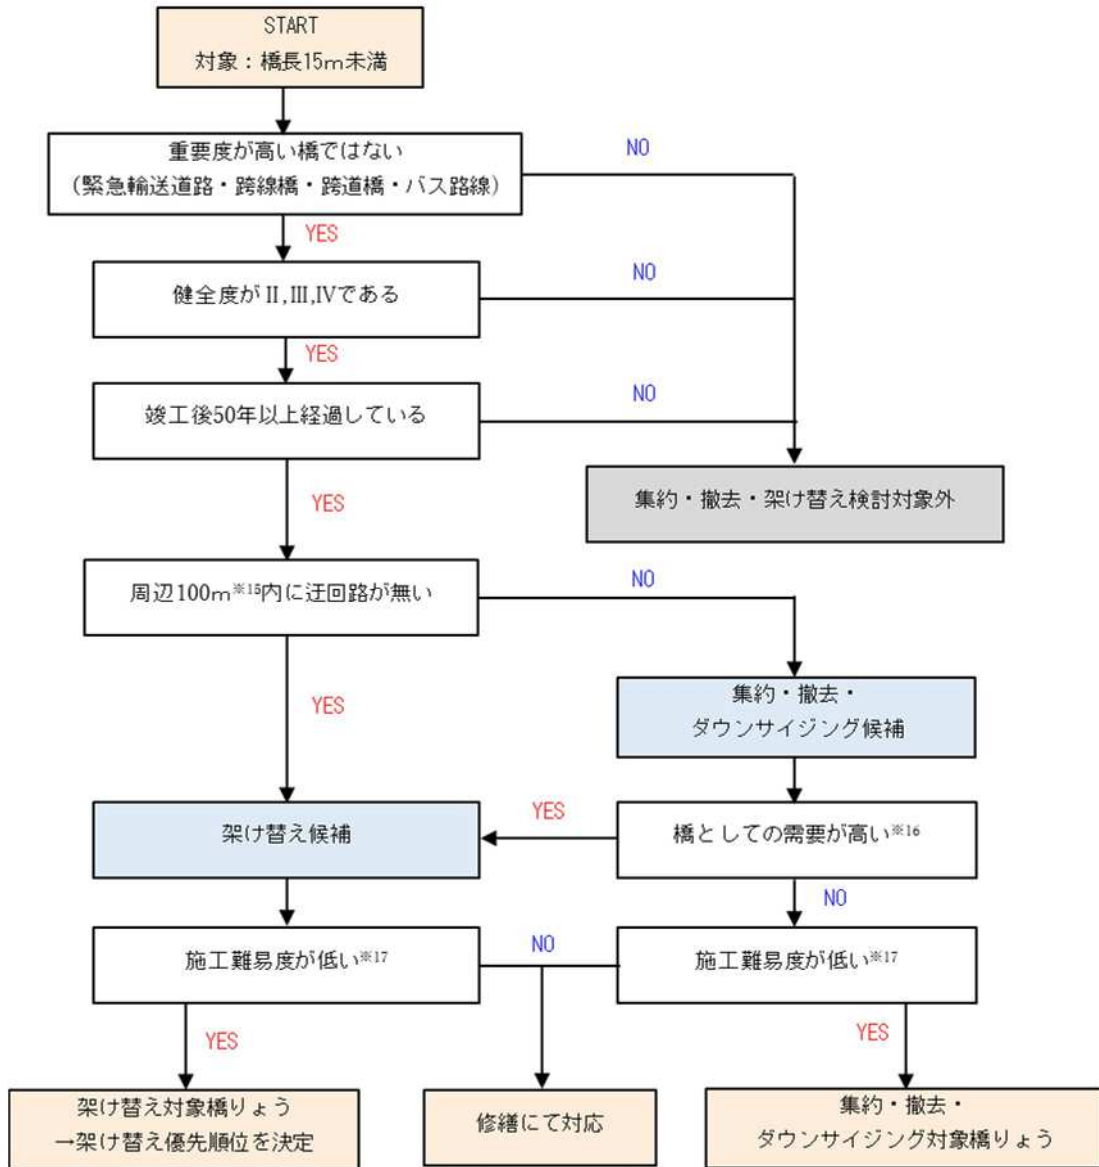 START
対象：橋長15m未満
重要度が高い橋ではない
（緊急輸送道路・跨線橋・跨道橋・バス路線）
NO
YES
健全度がⅡ,Ⅲ,Ⅳである
NO
YES
竣工後50年以上経過している
NO
YES
集約・撤去・架け替え検討対象外
周辺100m※15内に迂回路が無い
NO
YES
集約・撤去・
ダウンサイジング候補
架け替え候補
YES
橋としての需要が高い※16
NO
施工難易度が低い※17
NO
施工難易度が低い※17
YES
YES
架け替え対象橋りょう
→架け替え優先順位を決定
修繕にて対応
集約・撤去・
ダウンサイジング対象橋りょう